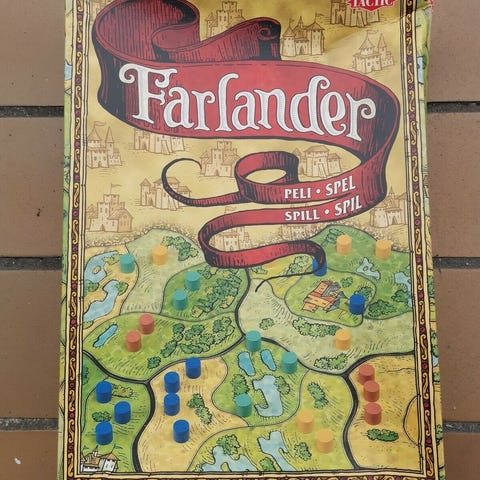 TACTIC
Farlander
PELI • SPEL
SPILL • SPIL